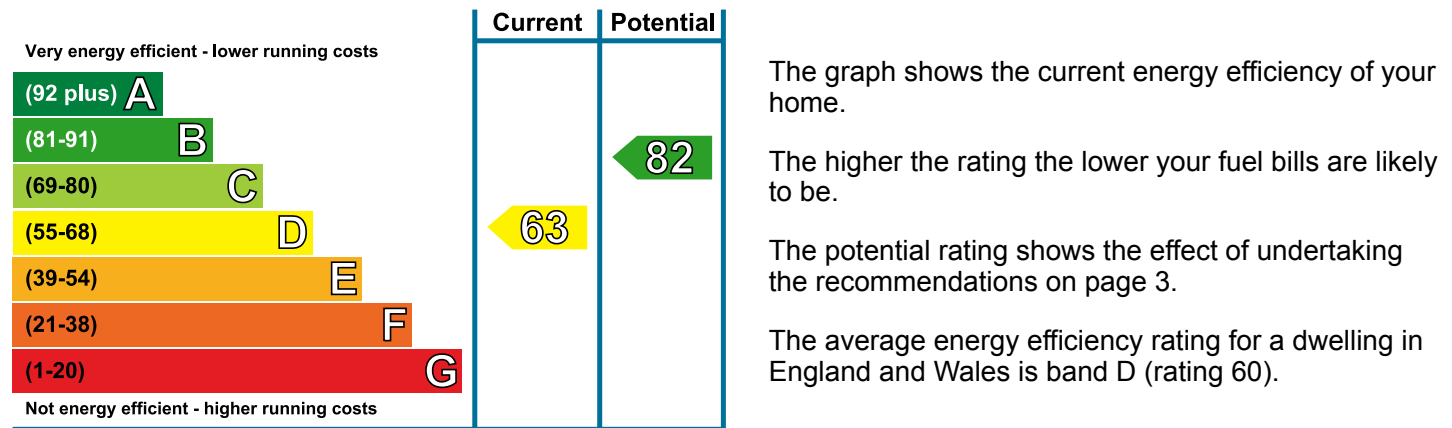 Current Potential
Very energy efficient - lower running costs
(92 plus) A
(81-91) B
(69-80) C
(55-68) D
(39-54) E
(21-38) F
(1-20) G
Not energy efficient - higher running costs
63
82
The graph shows the current energy efficiency of your
home.
The higher the rating the lower your fuel bills are likely
to be.
The potential rating shows the effect of undertaking
the recommendations on page 3.
The average energy efficiency rating for a dwelling in
England and Wales is band D (rating 60).